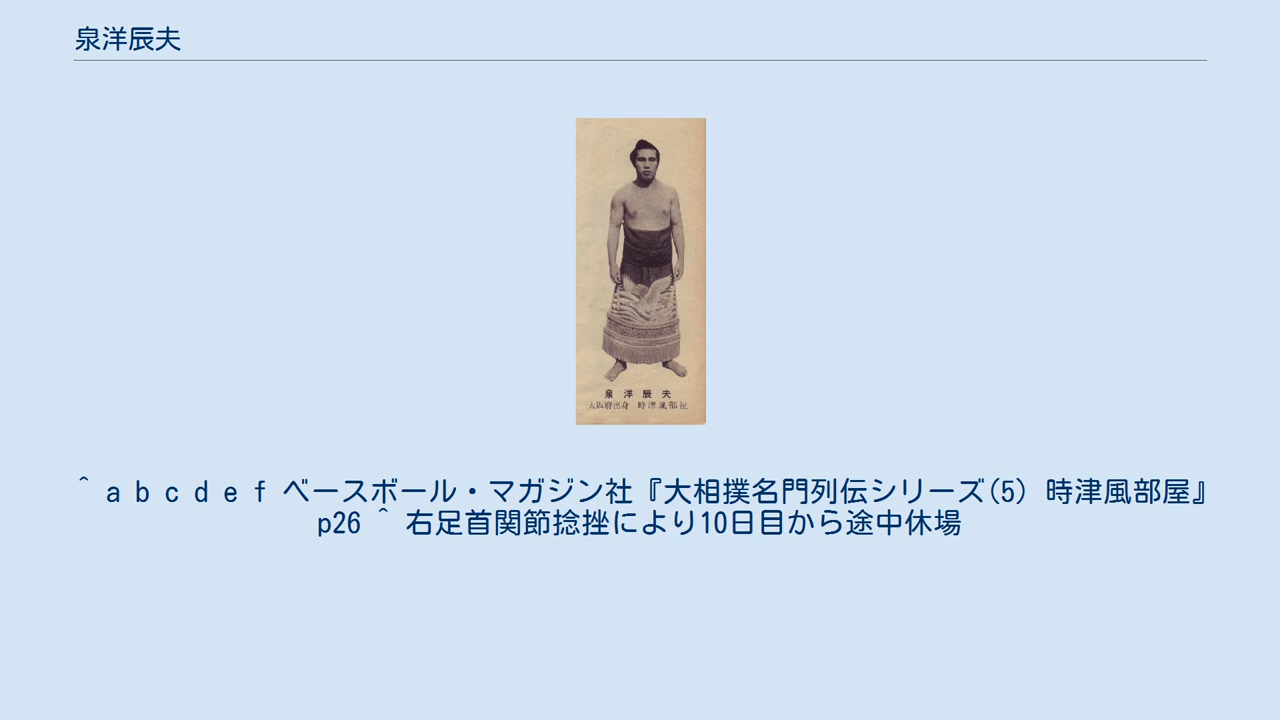 泉洋辰夫
泉洋辰夫
大阪府出身 時津風部屋
^ a b c d e f ベースボール・マガジン社『大相撲名門列伝シリーズ(5) 時津風部屋』
p26 ^ 右足首関節捻挫により10日目から途中休場